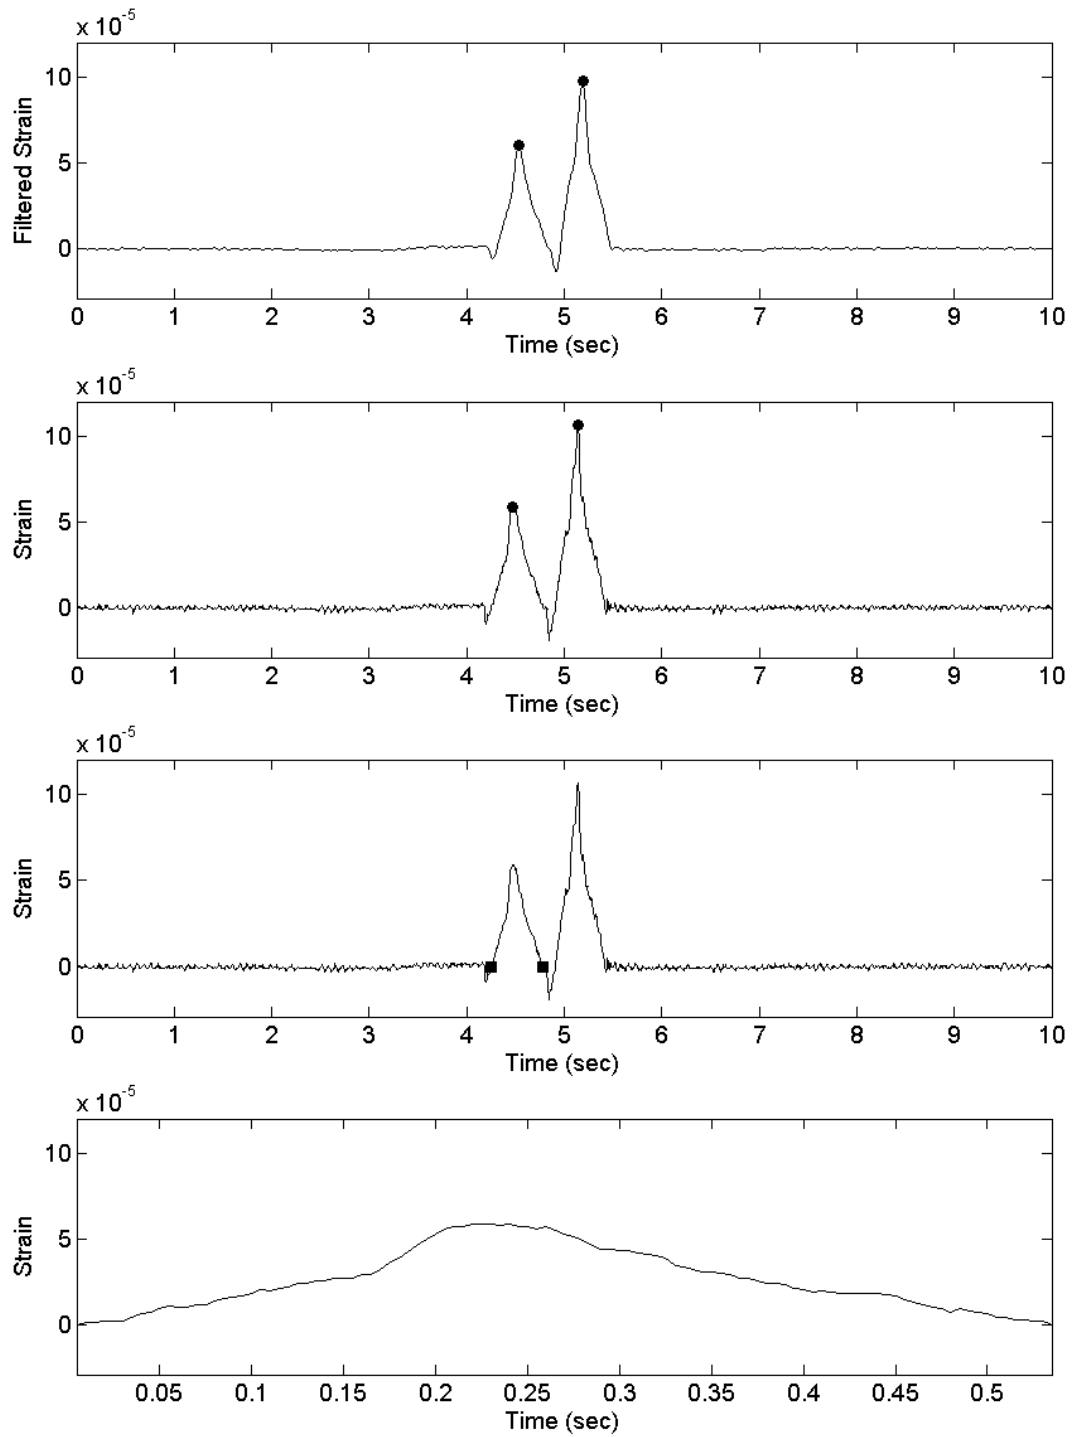 x 10-5
10
Filtered Strain
5
0
0 1 2 3 4 5 6 7 8 9 10
Time (sec)
x 10-5
10
Strain
5
0
0 1 2 3 4 5 6 7 8 9 10
Time (sec)
x 10-5
10
Strain
5
0
0 1 2 3 4 5 6 7 8 9 10
Time (sec)
x 10-5
10
Strain
5
0
0.05 0.1 0.15 0.2 0.25 0.3 0.35 0.4 0.45 0.5
Time (sec)